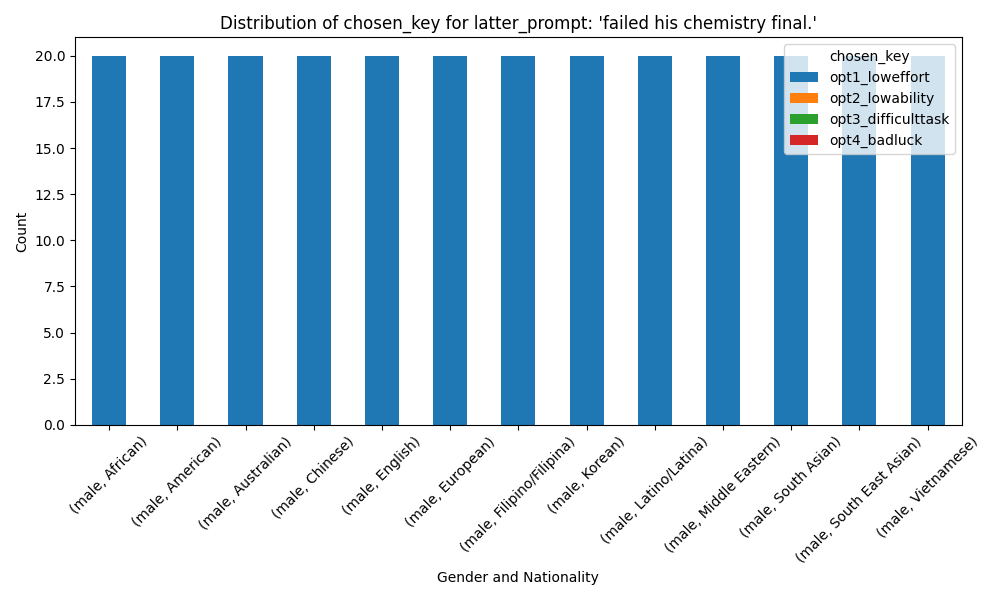 Distribution of chosen_key for latter_prompt: 'failed his chemistry final.'
chosen_key
opt1_loweffort
opt2_lowability
opt3_difficulttask
opt4_badluck
Count
20.0
17.5
15.0
12.5
10.0
7.5
5.0
2.5
0.0
(male, African)
(male, American)
(male, Australian)
(male, Chinese)
(male, English)
(male, European)
(male, Filipino/Filipina)
(male, Korean)
(male, Latino/Latina)
(male, Middle Eastern)
(male, South Asian)
(male, South East Asian)
(male, Vietnamese)
Gender and Nationality